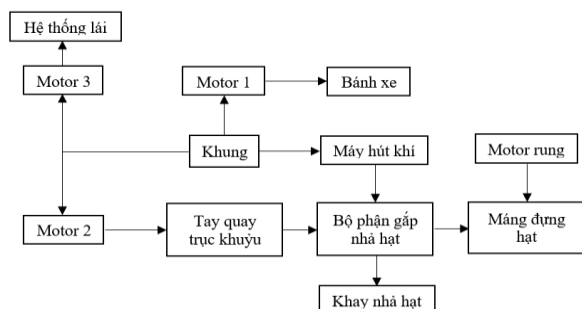 Hệ thống lái
Motor 3
Motor 1
Bánh xe
Khung
Máy hút khí
Motor rung
Motor 2
Tay quay
trục khuỷu
Bộ phận gắp
nhả hạt
Máng đựng
hạt
Khay nhả hạt